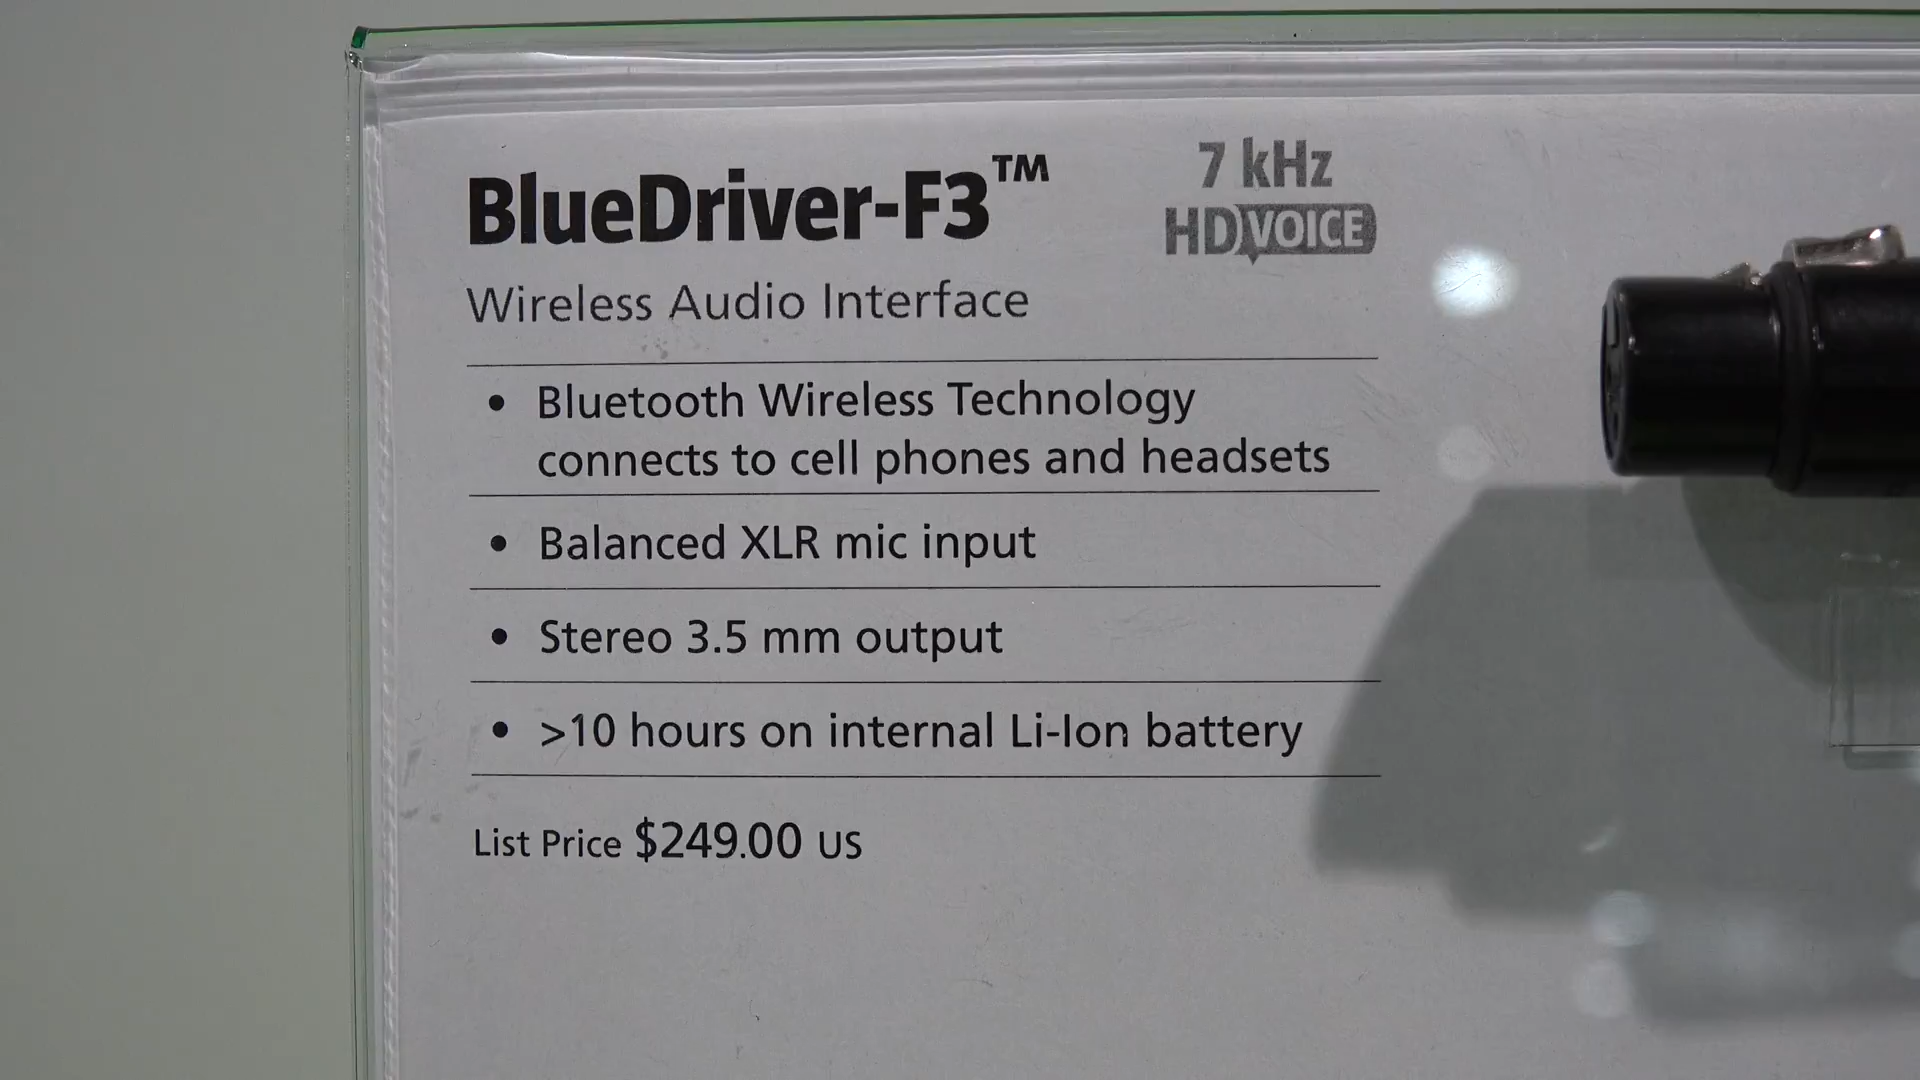 BlueDriver-F3™
7 kHz
HD VOICE
Wireless Audio Interface
• Bluetooth Wireless Technology
connects to cell phones and headsets
• Balanced XLR mic input
• Stereo 3.5 mm output
• >10 hours on internal Li-Ion battery
List Price $249.00 US